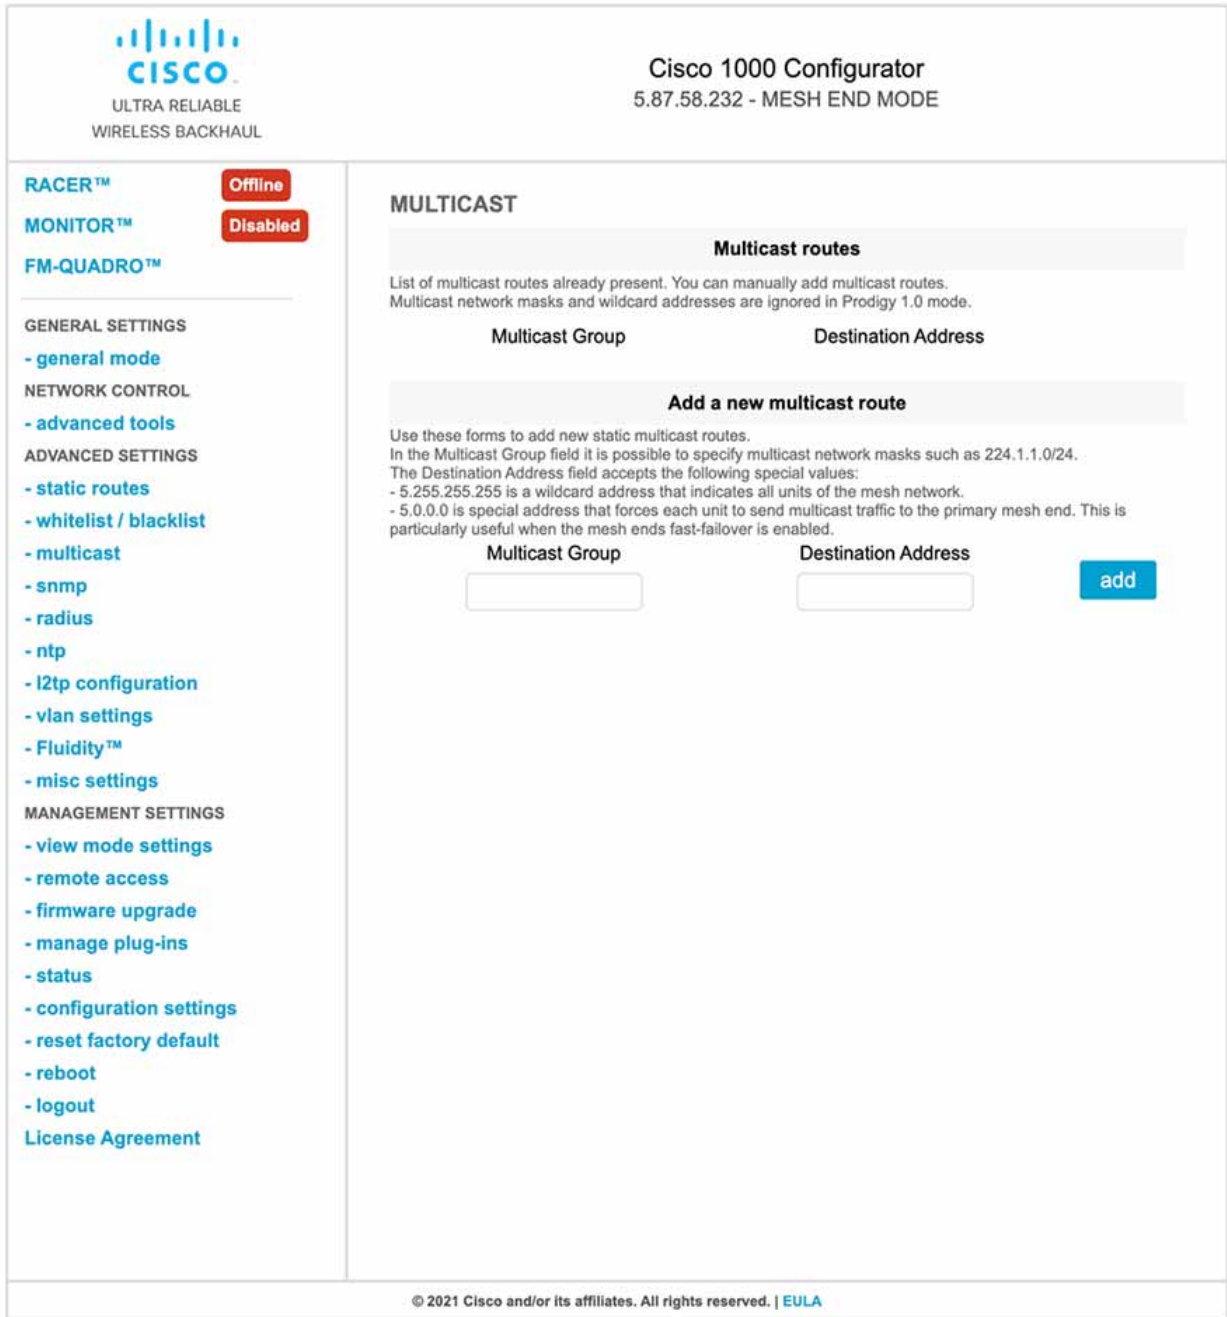 CISCO
ULTRA RELIABLE
WIRELESS BACKHAUL
Cisco 1000 Configurator
5.87.58.232 - MESH END MODE
RACER™ Offline
MONITOR™ Disabled
FM-QUADRO™
GENERAL SETTINGS
- general mode
NETWORK CONTROL
- advanced tools
ADVANCED SETTINGS
- static routes
- whitelist / blacklist
- multicast
- snmp
- radius
- ntp
- l2tp configuration
- vlan settings
- Fluidity™
- misc settings
MANAGEMENT SETTINGS
- view mode settings
- remote access
- firmware upgrade
- manage plug-ins
- status
- configuration settings
- reset factory default
- reboot
- logout
License Agreement
MULTICAST
Multicast routes
List of multicast routes already present. You can manually add multicast routes.
Multicast network masks and wildcard addresses are ignored in Prodigy 1.0 mode.
Multicast Group Destination Address
Add a new multicast route
Use these forms to add new static multicast routes.
In the Multicast Group field it is possible to specify multicast network masks such as 224.1.1.0/24.
The Destination Address field accepts the following special values:
- 5.255.255.255 is a wildcard address that indicates all units of the mesh network.
- 5.0.0.0 is special address that forces each unit to send multicast traffic to the primary mesh end. This is
particularly useful when the mesh ends fast-failover is enabled.
Multicast Group Destination Address
add
© 2021 Cisco and/or its affiliates. All rights reserved. | EULA